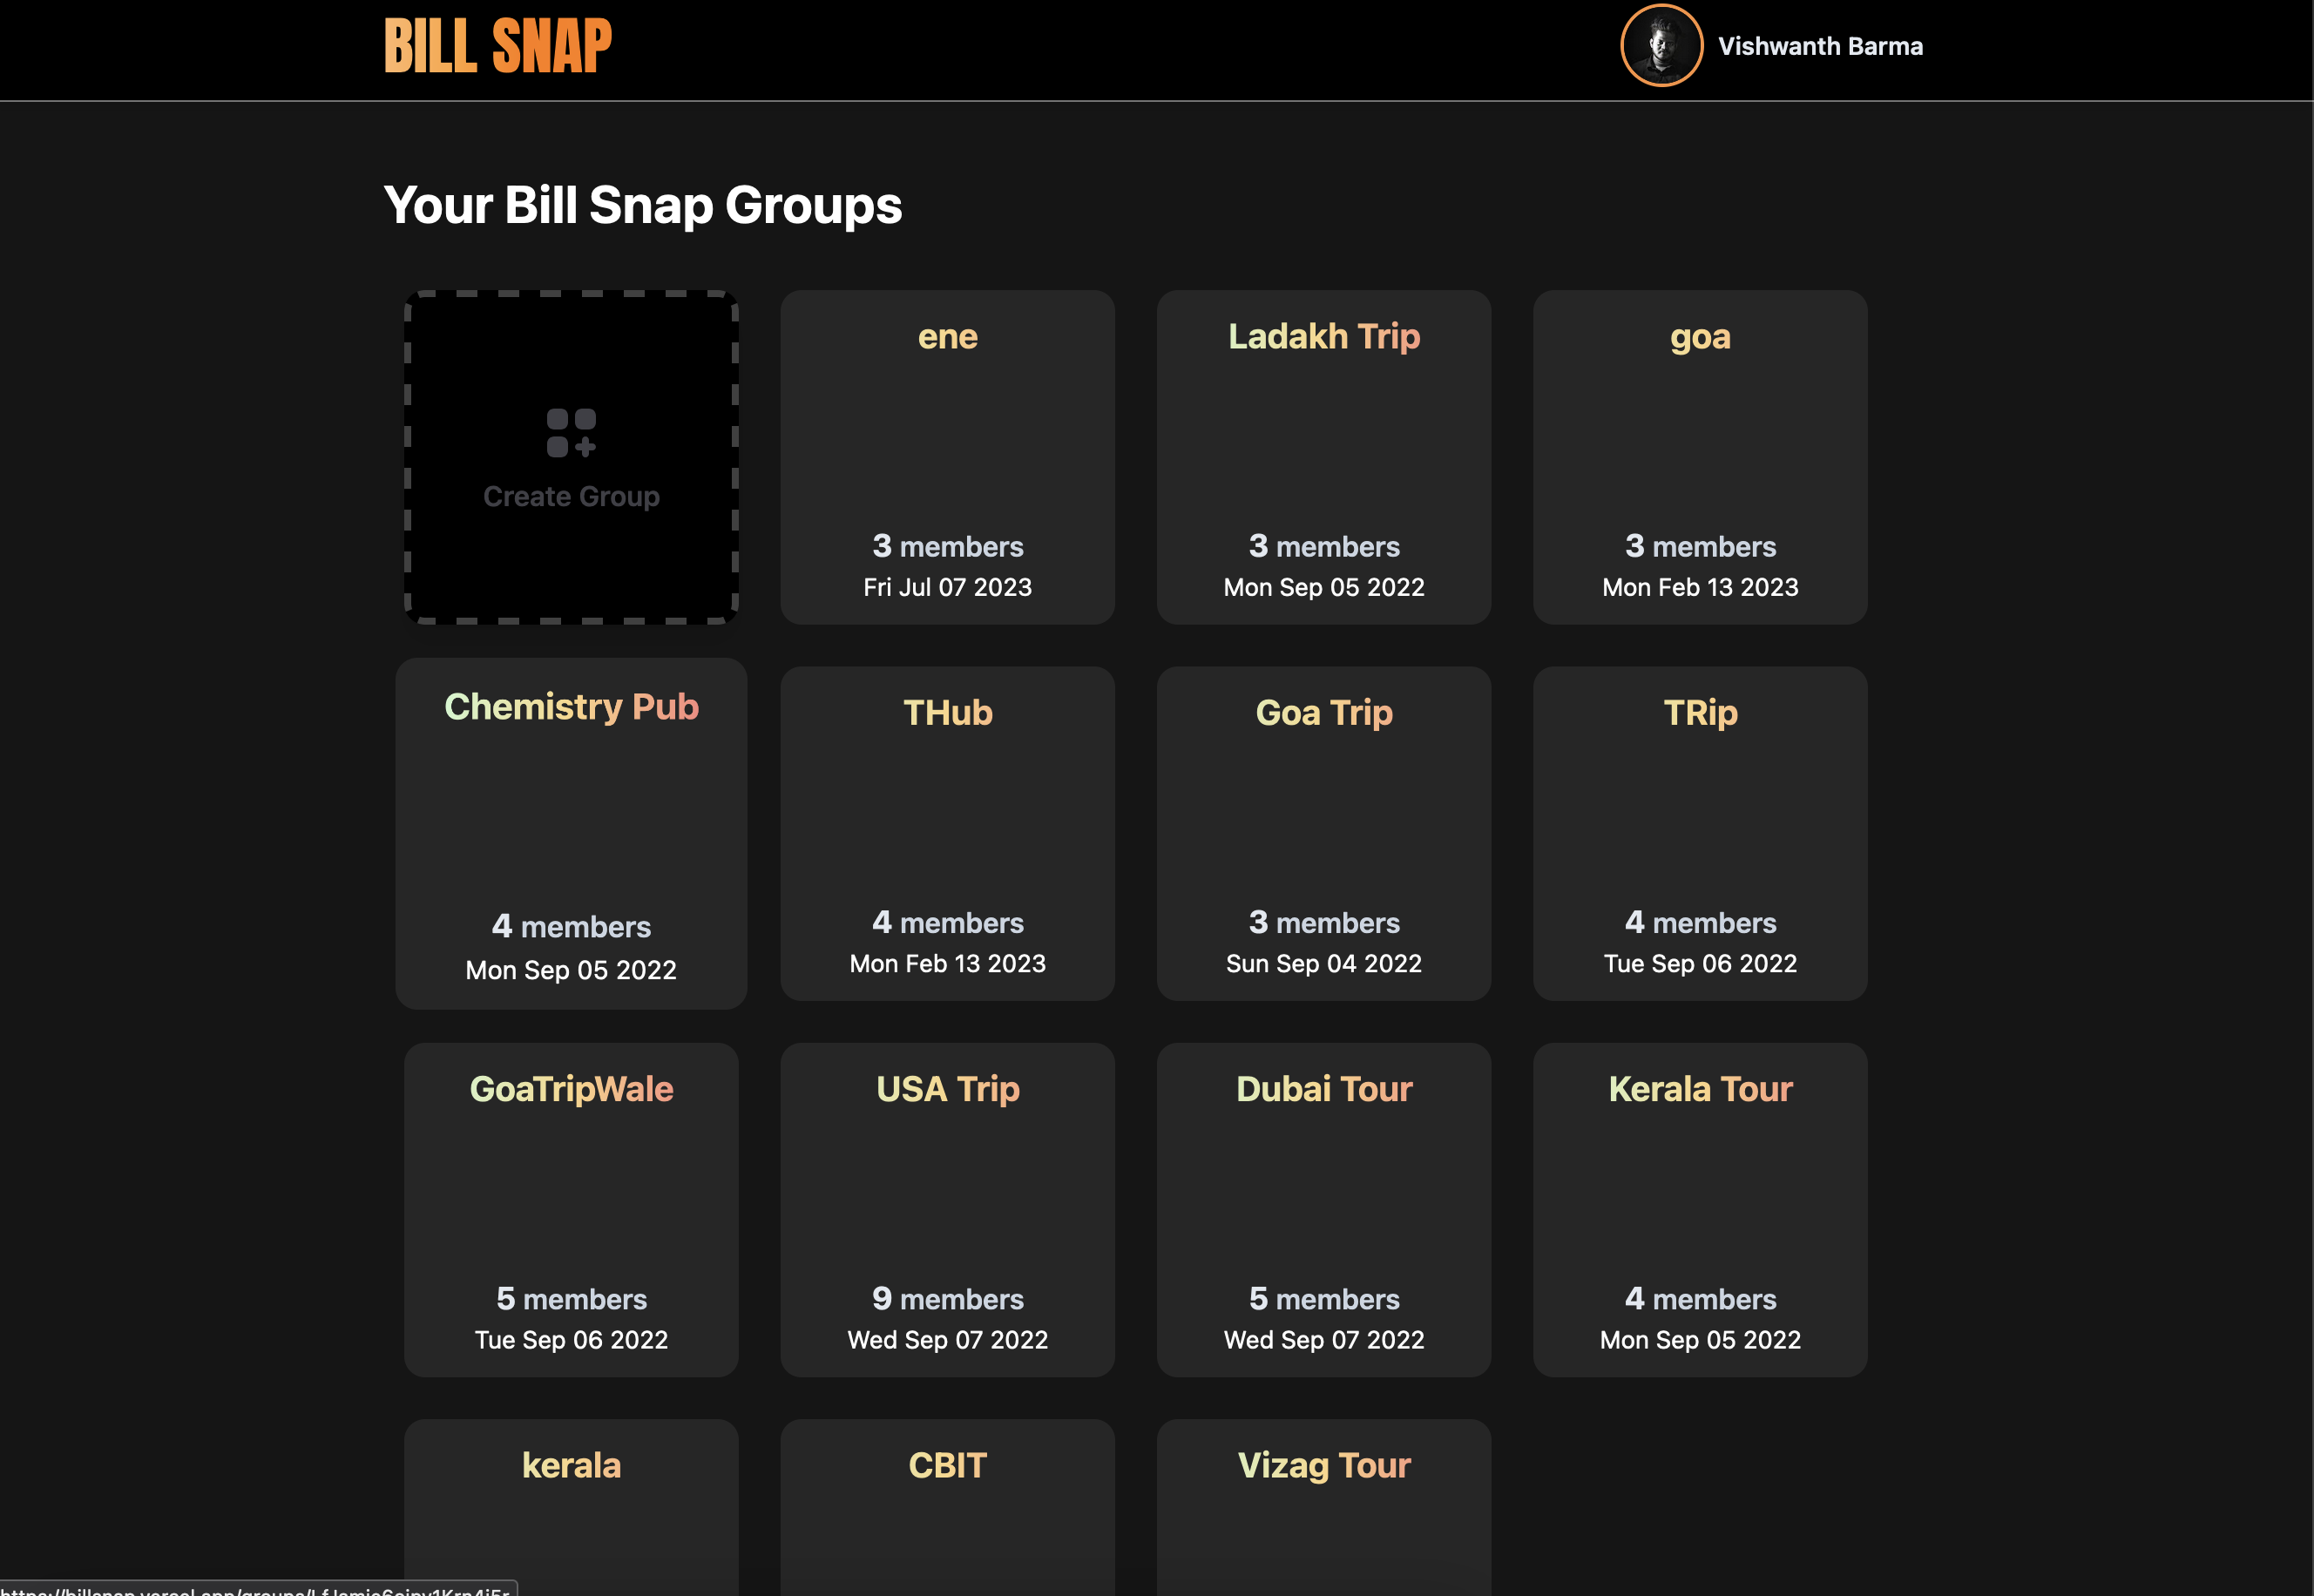 BILL SNAP
Vishwanth Barma
Your Bill Snap Groups
Create Group
ene
3 members
Fri Jul 07 2023
Ladakh Trip
3 members
Mon Sep 05 2022
goa
3 members
Mon Feb 13 2023
Chemistry Pub
4 members
Mon Sep 05 2022
THub
4 members
Mon Feb 13 2023
Goa Trip
3 members
Sun Sep 04 2022
TRip
4 members
Tue Sep 06 2022
GoaTripWale
5 members
Tue Sep 06 2022
USA Trip
9 members
Wed Sep 07 2022
Dubai Tour
5 members
Wed Sep 07 2022
Kerala Tour
4 members
Mon Sep 05 2022
kerala
CBIT
Vizag Tour